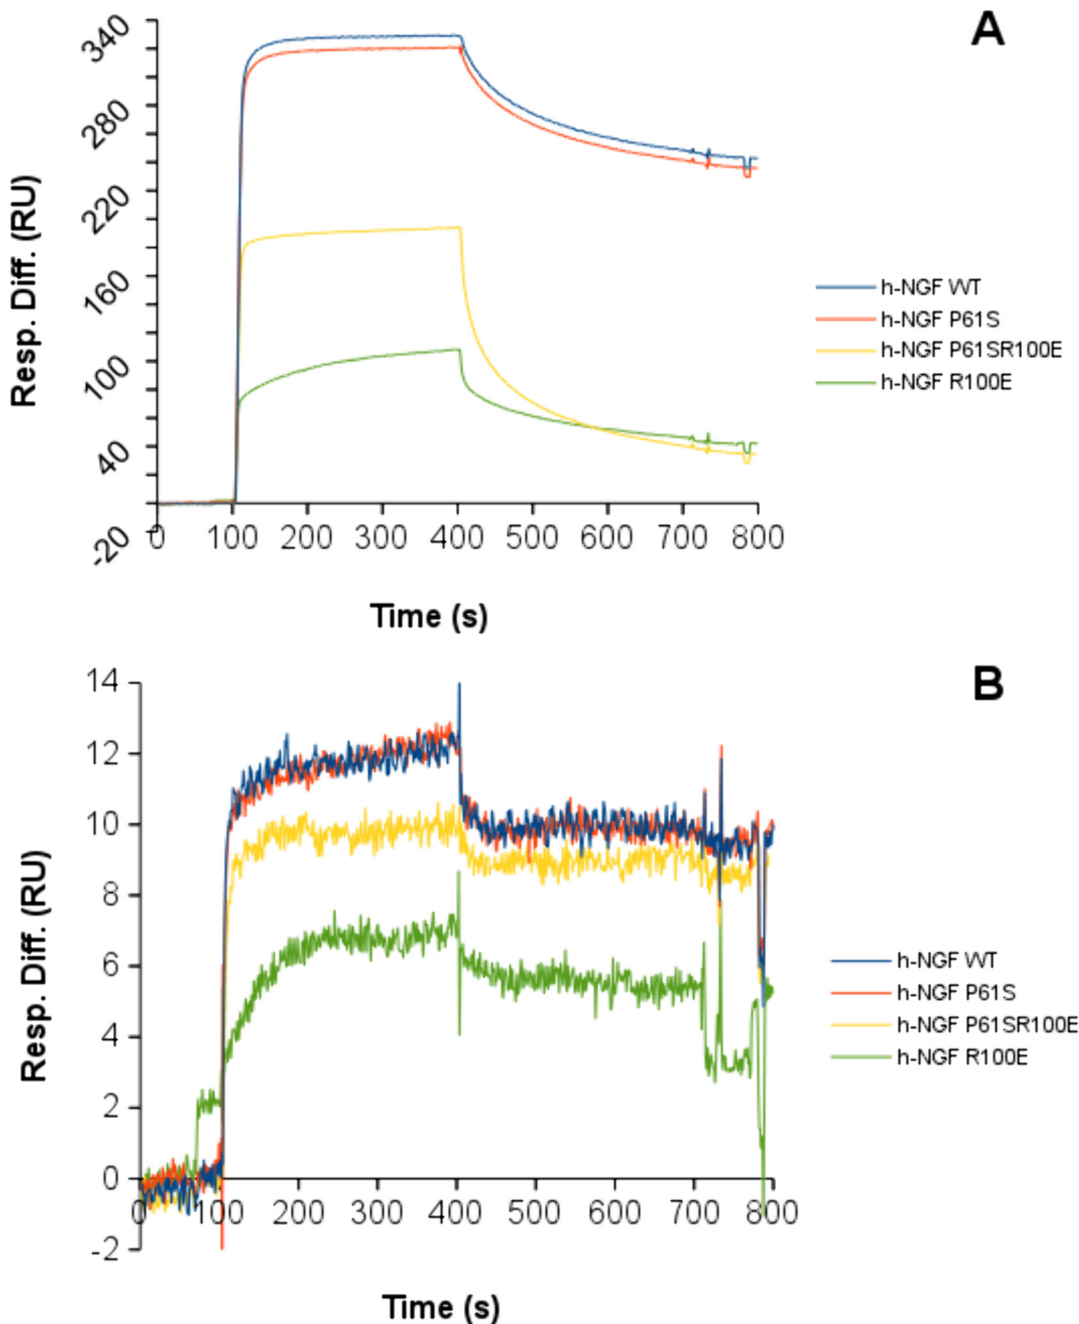 A
340
280
220
160
100
40
-20
Resp. Diff. (RU)
0 100 200 300 400 500 600 700 800
Time (s)
h-NGF WT
h-NGF P61S
h-NGF P61SR100E
h-NGF R100E
B
14
12
10
8
6
4
2
0
-2
Resp. Diff. (RU)
0 100 200 300 400 500 600 700 800
Time (s)
h-NGF WT
h-NGF P61S
h-NGF P61SR100E
h-NGF R100E